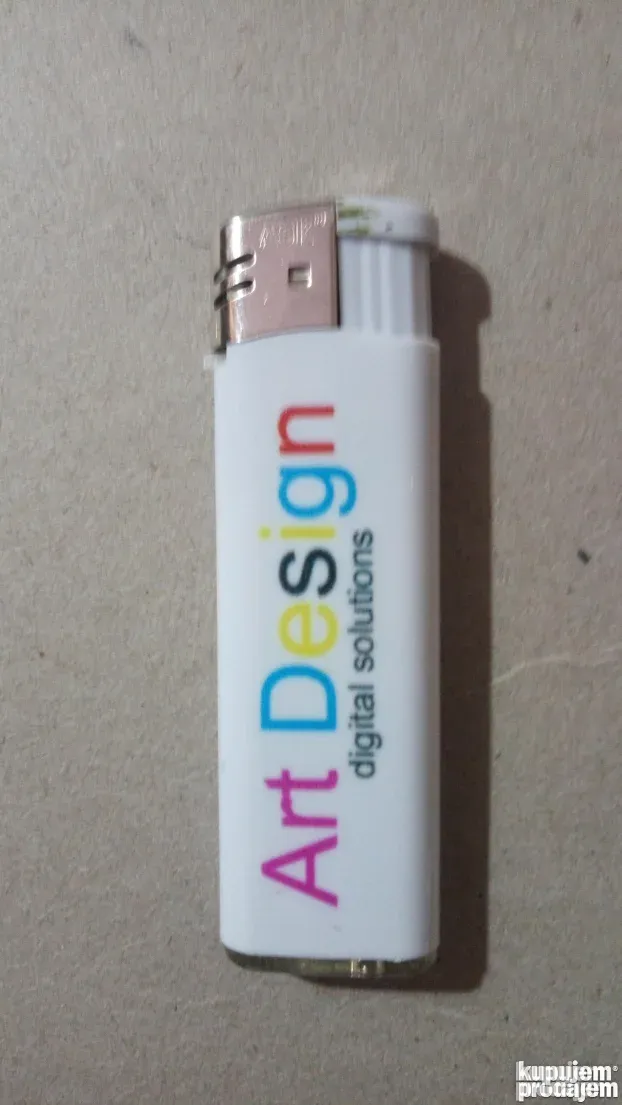 Art Design
digital solutions
kupujem
prodajem